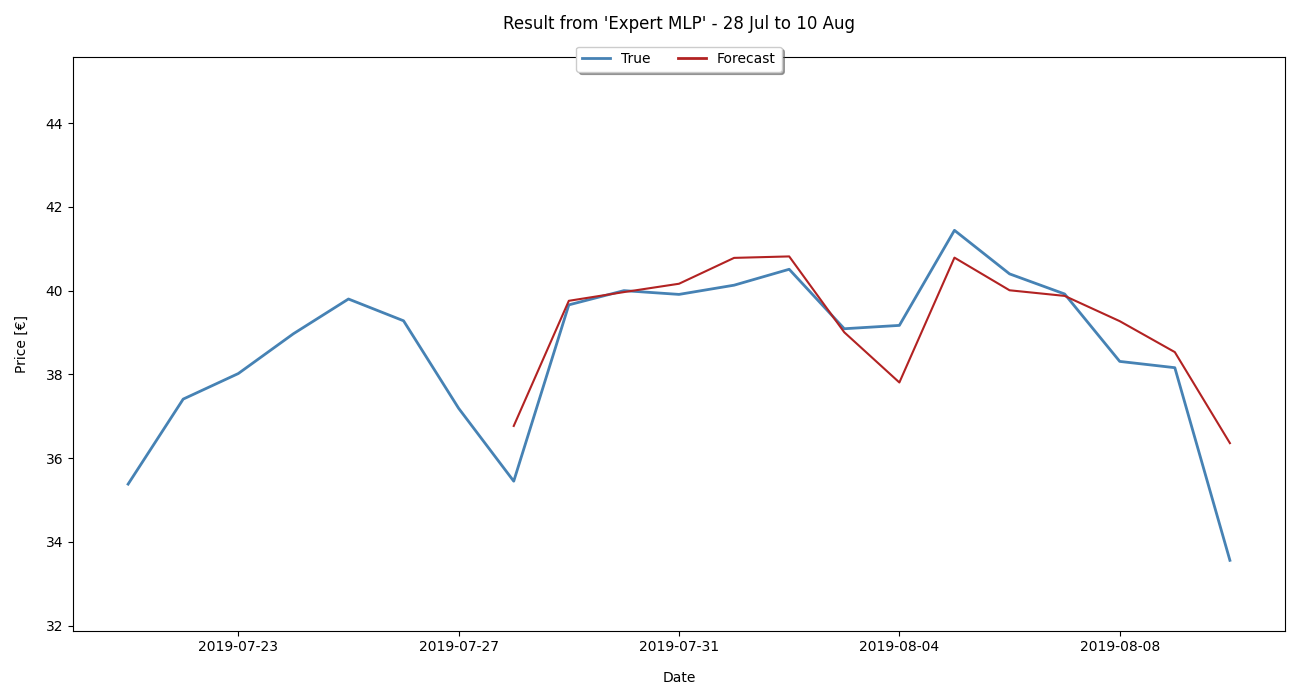 Result from 'Expert MLP' - 28 Jul to 10 Aug
True Forecast
Price [€]
44
42
40
38
36
34
32
2019-07-23 2019-07-27 2019-07-31 2019-08-04 2019-08-08
Date